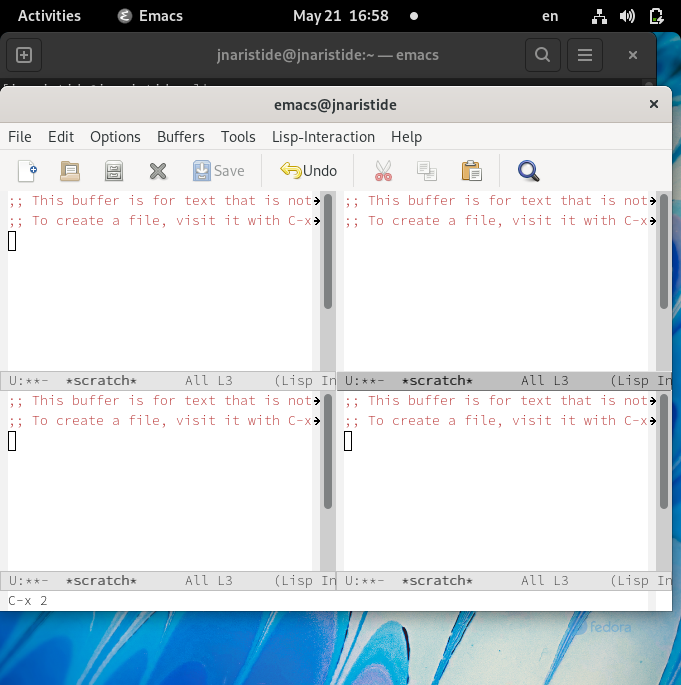 Activities Emacs May 21 16:58 en
jnaristide@jnaristide:~ — emacs
emacs@jnaristide
File Edit Options Buffers Tools Lisp-Interaction Help
Save Undo
;; This buffer is for text that is not
;; To create a file, visit it with C-x
;; This buffer is for text that is not
;; To create a file, visit it with C-x
U:**- *scratch* All L3 (Lisp In
U:**- *scratch* All L3 (Lisp In
;; This buffer is for text that is not
;; To create a file, visit it with C-x
;; This buffer is for text that is not
;; To create a file, visit it with C-x
U:**- *scratch* All L3 (Lisp In
U:**- *scratch* All L3 (Lisp In
C-x 2
fedora